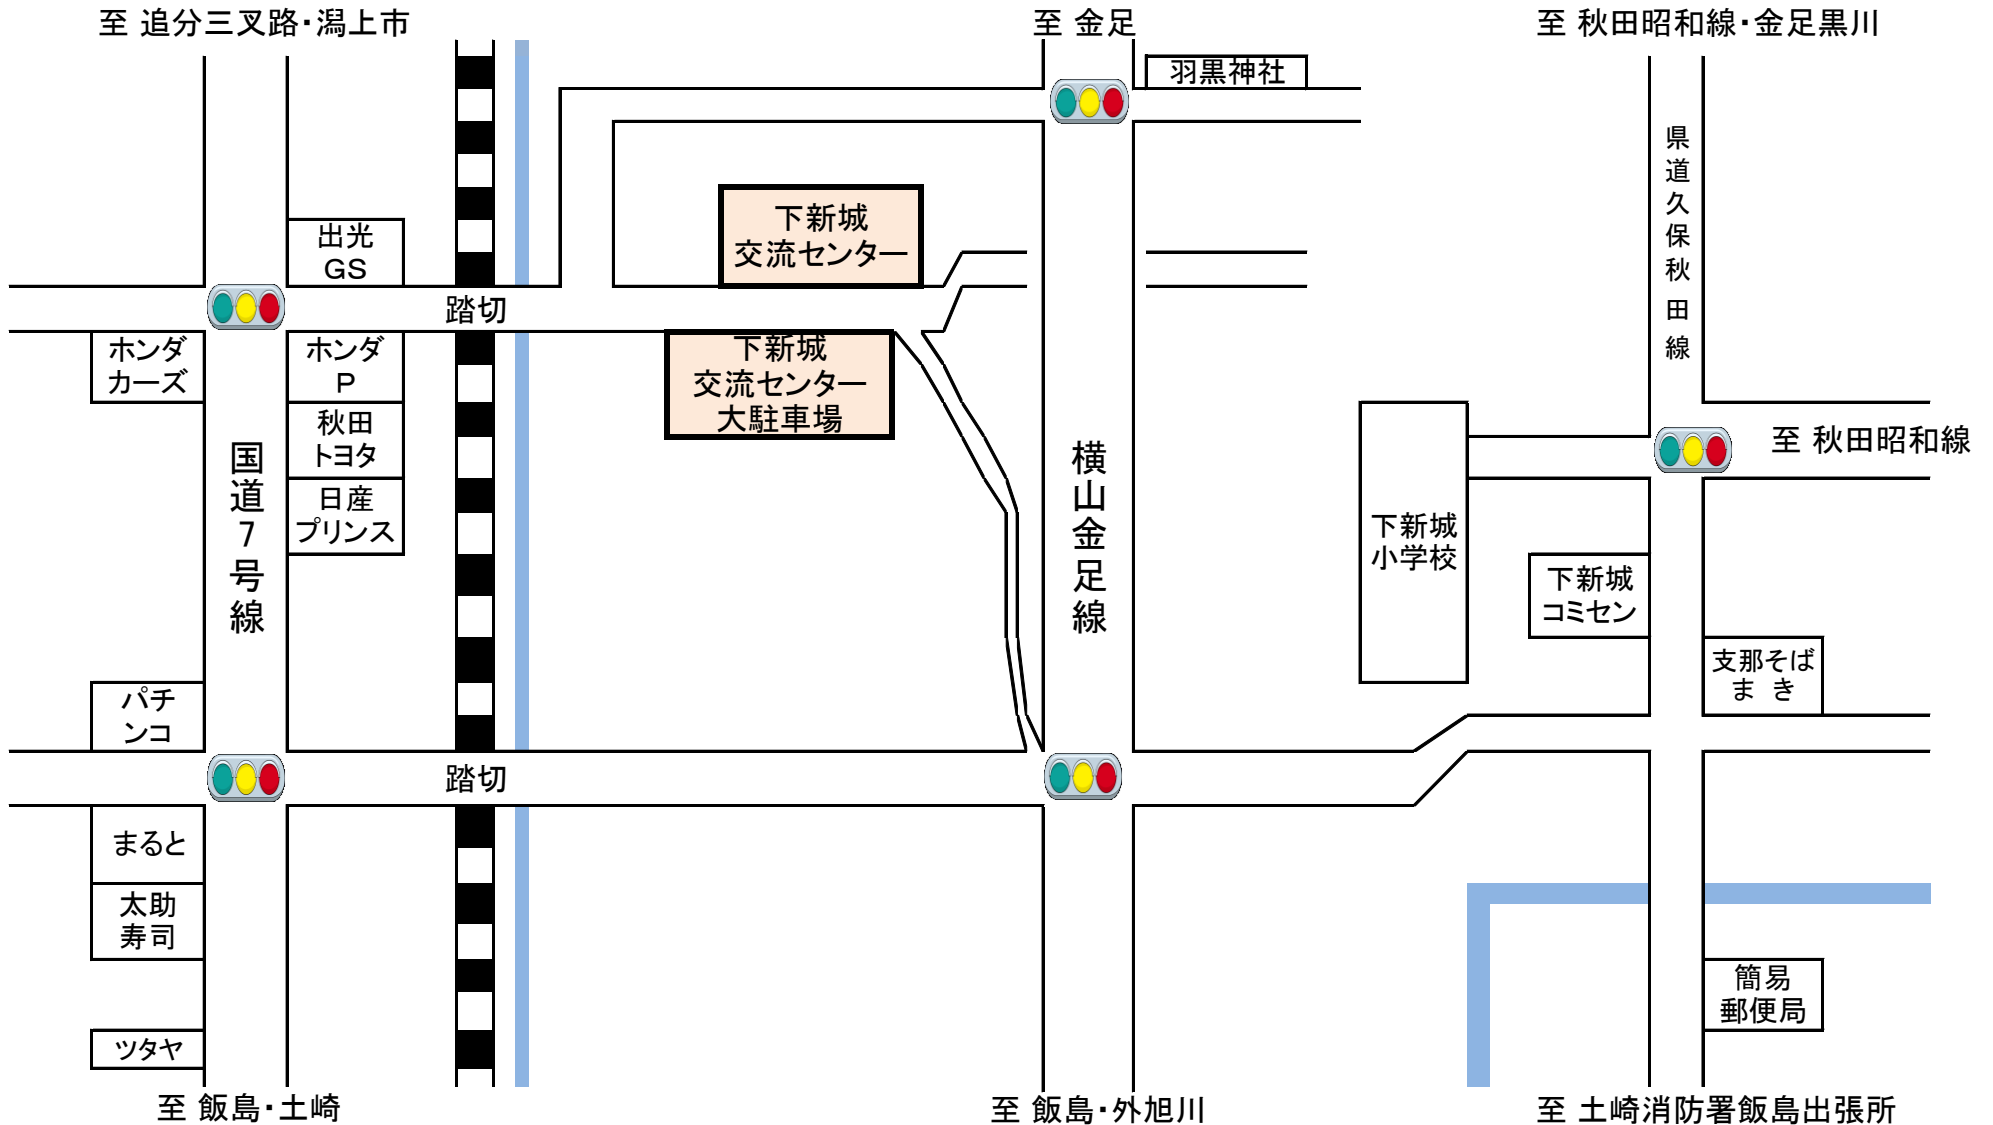 至 追分三叉路・潟上市
至 金足
至 秋田昭和線・金足黒川
羽黒神社
県道久保秋田線
下新城
交流センター
出光
GS
踏切
ホンダ
カーズ
ホンダ
P
下新城
交流センター
大駐車場
秋田
トヨタ
日産
プリンス
国道7号線
横山金足線
至 秋田昭和線
下新城
小学校
下新城
コミセン
支那そば
ま き
パチ
ンコ
踏切
まると
太助
寿司
ツタヤ
簡易
郵便局
至 飯島・土崎
至 飯島・外旭川
至 土崎消防署飯島出張所